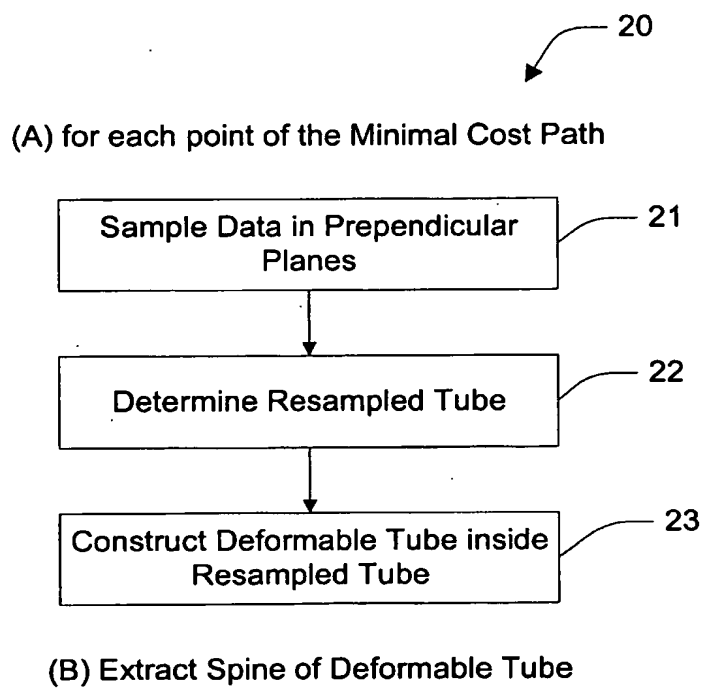 20
(A) for each point of the Minimal Cost Path
Sample Data in Prependicular
Planes
21
Determine Resampled Tube
22
Construct Deformable Tube inside
Resampled Tube
23
(B) Extract Spine of Deformable Tube